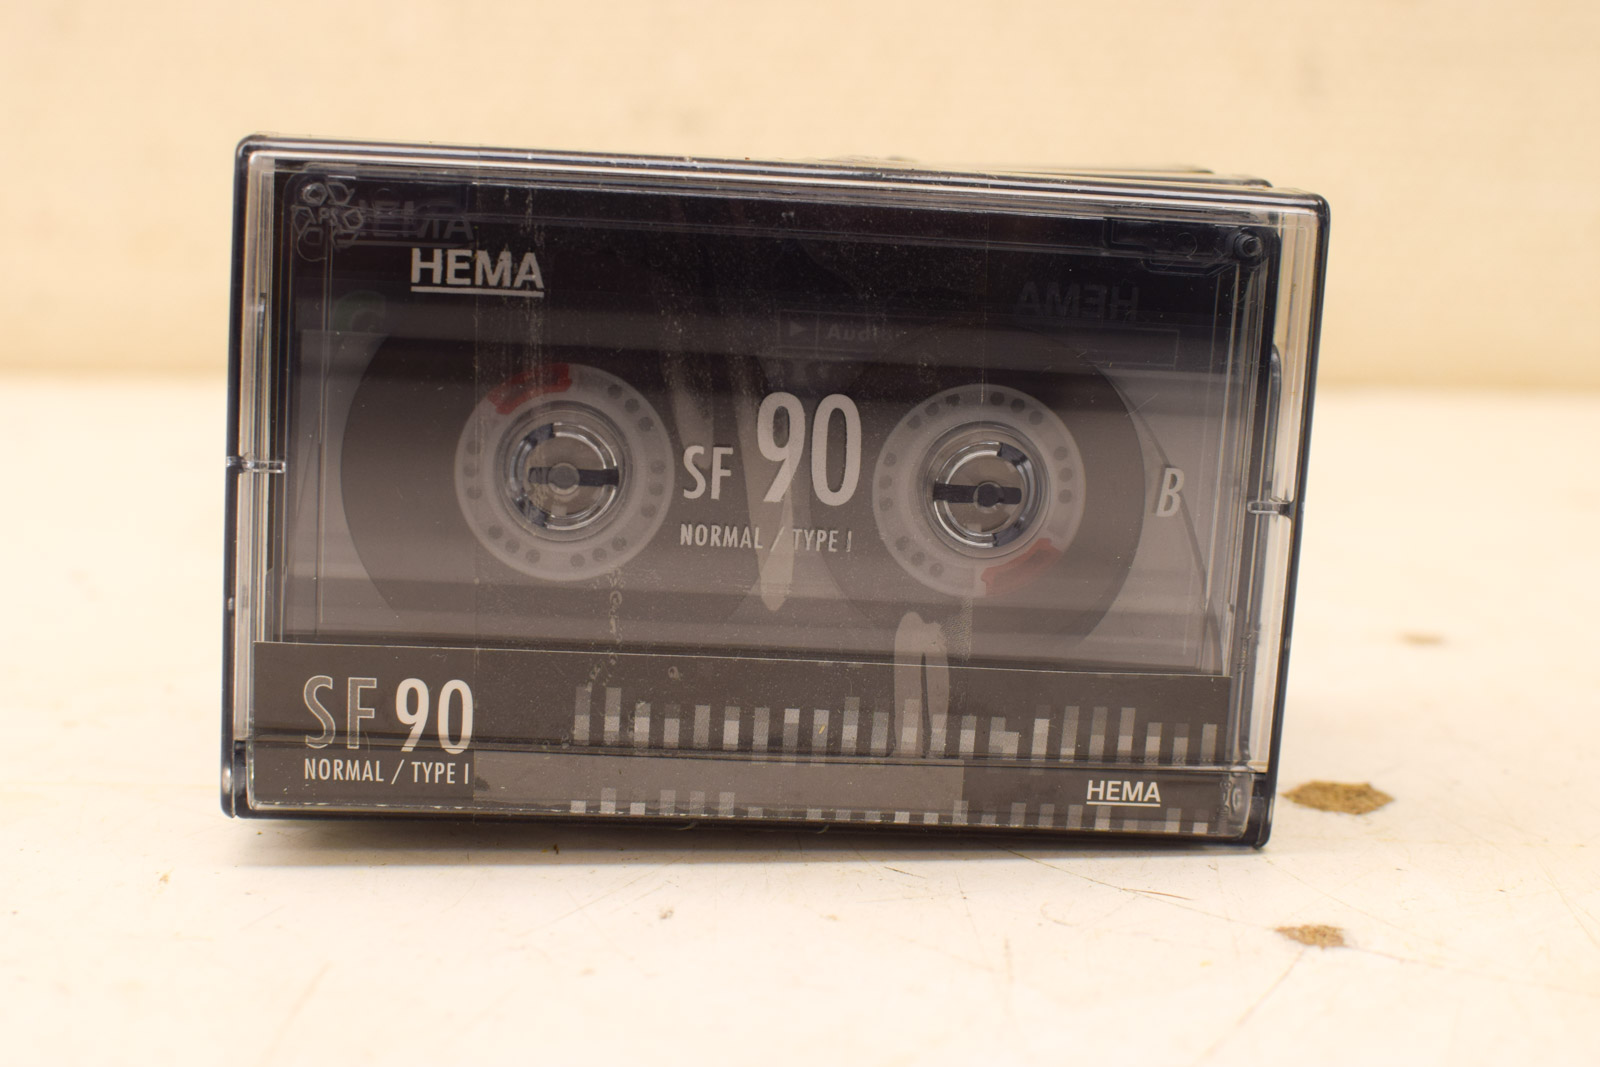 HEMA
SF 90
NORMAL / TYPE I
B
SF 90
NORMAL / TYPE I
HEMA